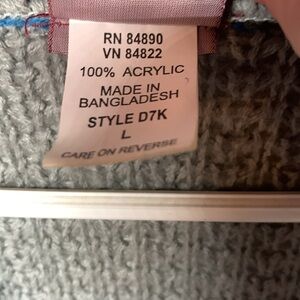 RN 84890
VN 84822
100% ACRYLIC
MADE IN
BANGLADESH
STYLE D7K
L
CARE ON REVERSE